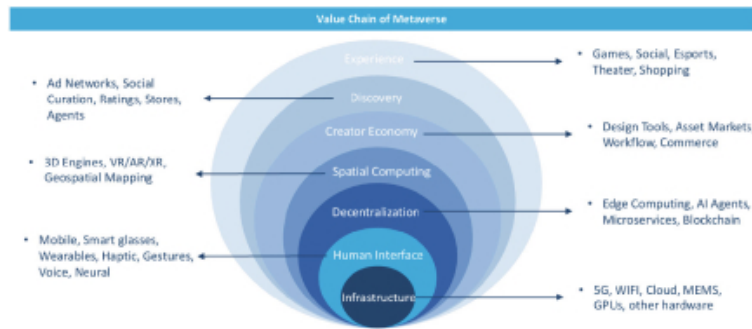 Value Chain of Metaverse
Experience
• Games, Social, Esports,
Theater, Shopping
• Ad Networks, Social
Curation, Ratings, Stores,
Agents
Discovery
Creator Economy
• Design Tools, Asset Markets,
Workflow, Commerce
• 3D Engines, VR/AR/XR,
Geospatial Mapping
Spatial Computing
Decentralization
• Edge Computing, AI Agents,
Microservices, Blockchain
• Mobile, Smart glasses,
Wearables, Haptic, Gestures,
Voice, Neural
Human Interface
Infrastructure
• 5G, WIFI, Cloud, MEMS,
GPUs, other hardware